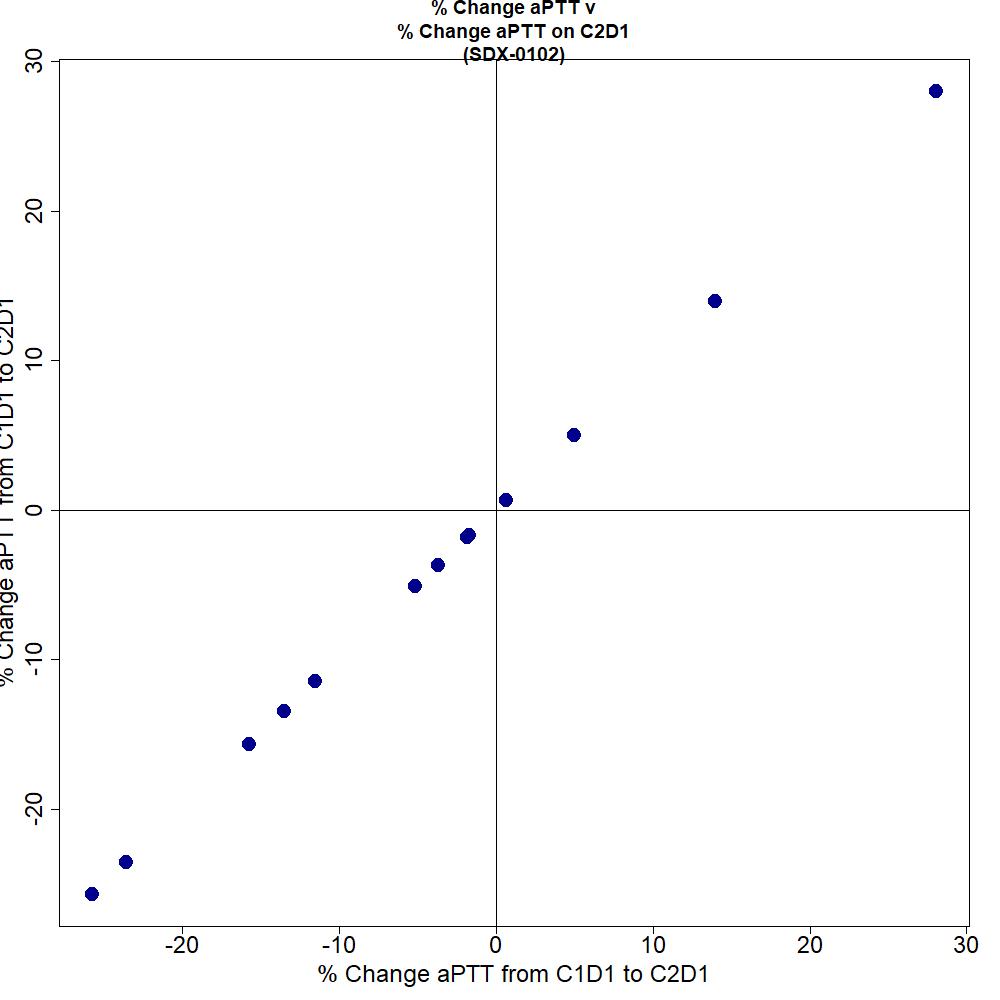 % Change aPTT v
% Change aPTT on C2D1
(SDX-0102)
30
20
10
0
-10
-20
% Change aPTT from C1D1 to C2D1
-20
-10
0
10
20
30
% Change aPTT from C1D1 to C2D1